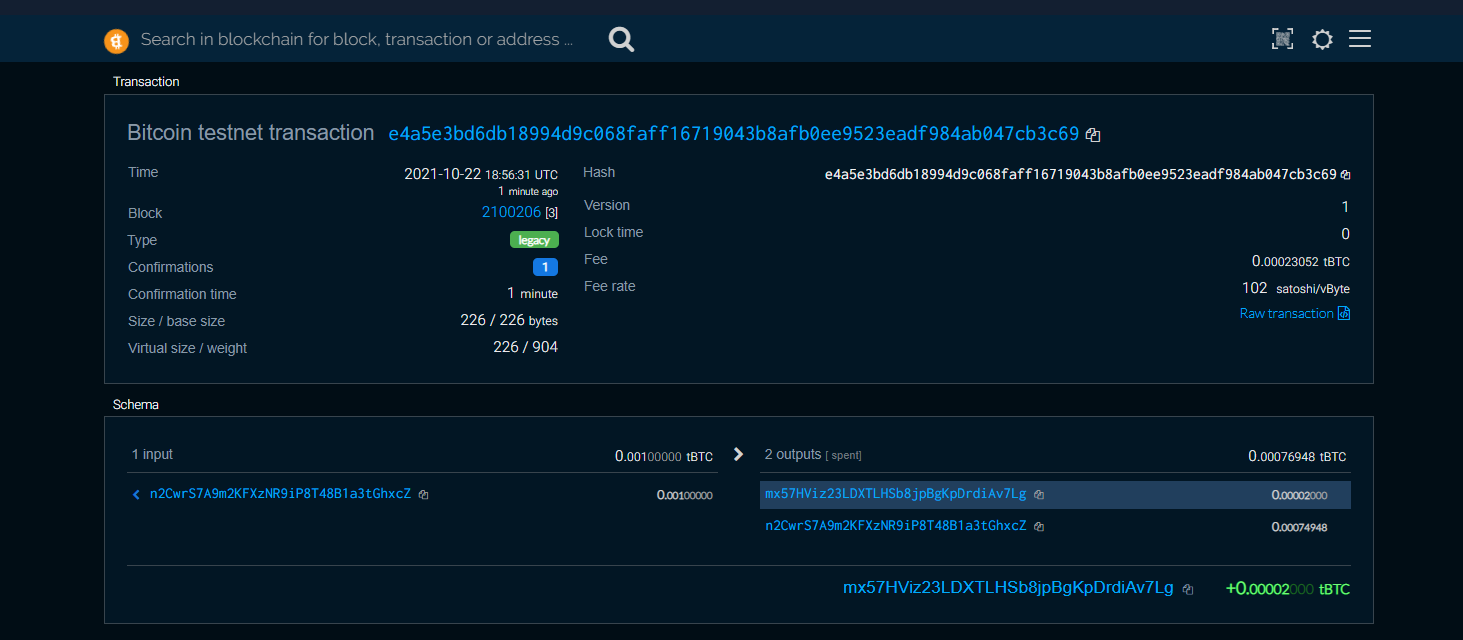 Search in blockchain for block, transaction or address ...
Transaction
Bitcoin testnet transaction e4a5e3bd6db18994d9c068faff16719043b8afb0ee9523eadf984ab047cb3c69
Time 2021-10-22 18:56:31 UTC
1 minute ago
Block 2100206 [3]
Type legacy
Confirmations 1
Confirmation time 1 minute
Size / base size 226 / 226 bytes
Virtual size / weight 226 / 904
Hash e4a5e3bd6db18994d9c068faff16719043b8afb0ee9523eadf984ab047cb3c69
Version 1
Lock time 0
Fee 0.00023052 tBTC
Fee rate 102 satoshi/vByte
Raw transaction
Schema
1 input 0.00100000 tBTC
n2CwrS7A9m2KFXzNR9iP8T48B1a3tGhxcZ 0.00100000
2 outputs [ spent] 0.00076948 tBTC
mx57HViz23LDXTLHSb8jpBgKpDrdiAv7Lg 0.00002000
n2CwrS7A9m2KFXzNR9iP8T48B1a3tGhxcZ 0.00074948
mx57HViz23LDXTLHSb8jpBgKpDrdiAv7Lg +0.00002000 tBTC